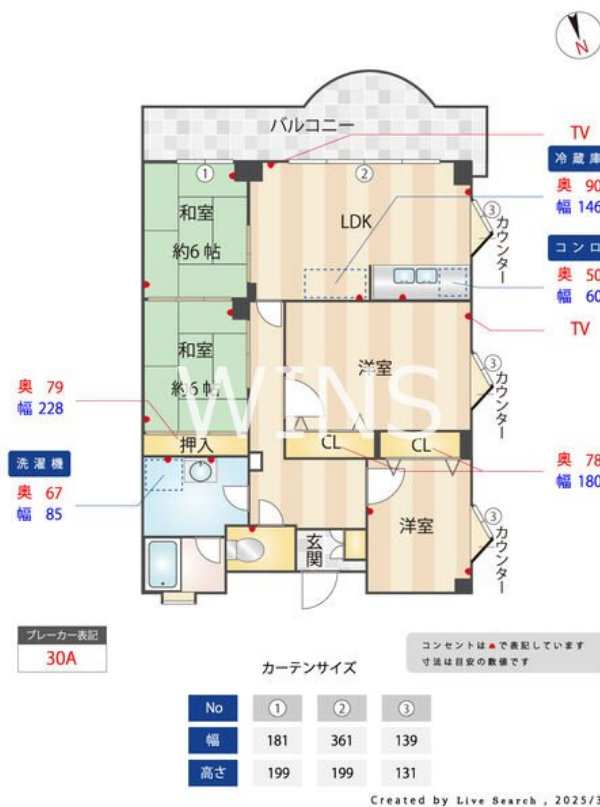 N
バルコニー
TV
冷蔵庫
奥 90
幅 146
①
②
③
和室
約6帖
LDK
カウンター
コンロ
奥 50
幅 60
TV
和室
約6帖
洋室
③
カウンター
WINS
奥 79
幅 228
押入
CL
CL
奥 78
幅 180
洗濯機
奥 67
幅 85
洋室
③
カウンター
玄関
ブレーカー表記
30A
コンセントは で表記しています
寸法は目安の数値です
カーテンサイズ
No ① ② ③
幅 181 361 139
高さ 199 199 131
Created by Live Search , 2025/3